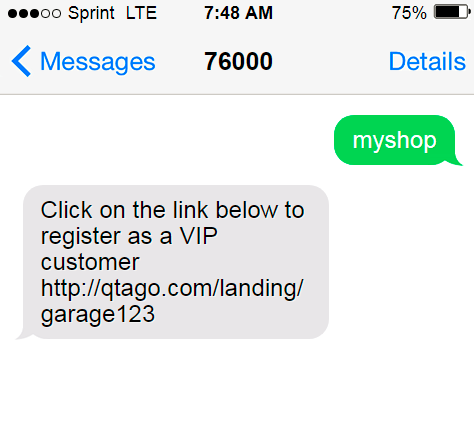 Sprint LTE 7:48 AM 75%
Messages 76000 Details
myshop
Click on the link below to
register as a VIP
customer
http://qtago.com/landing/
garage123